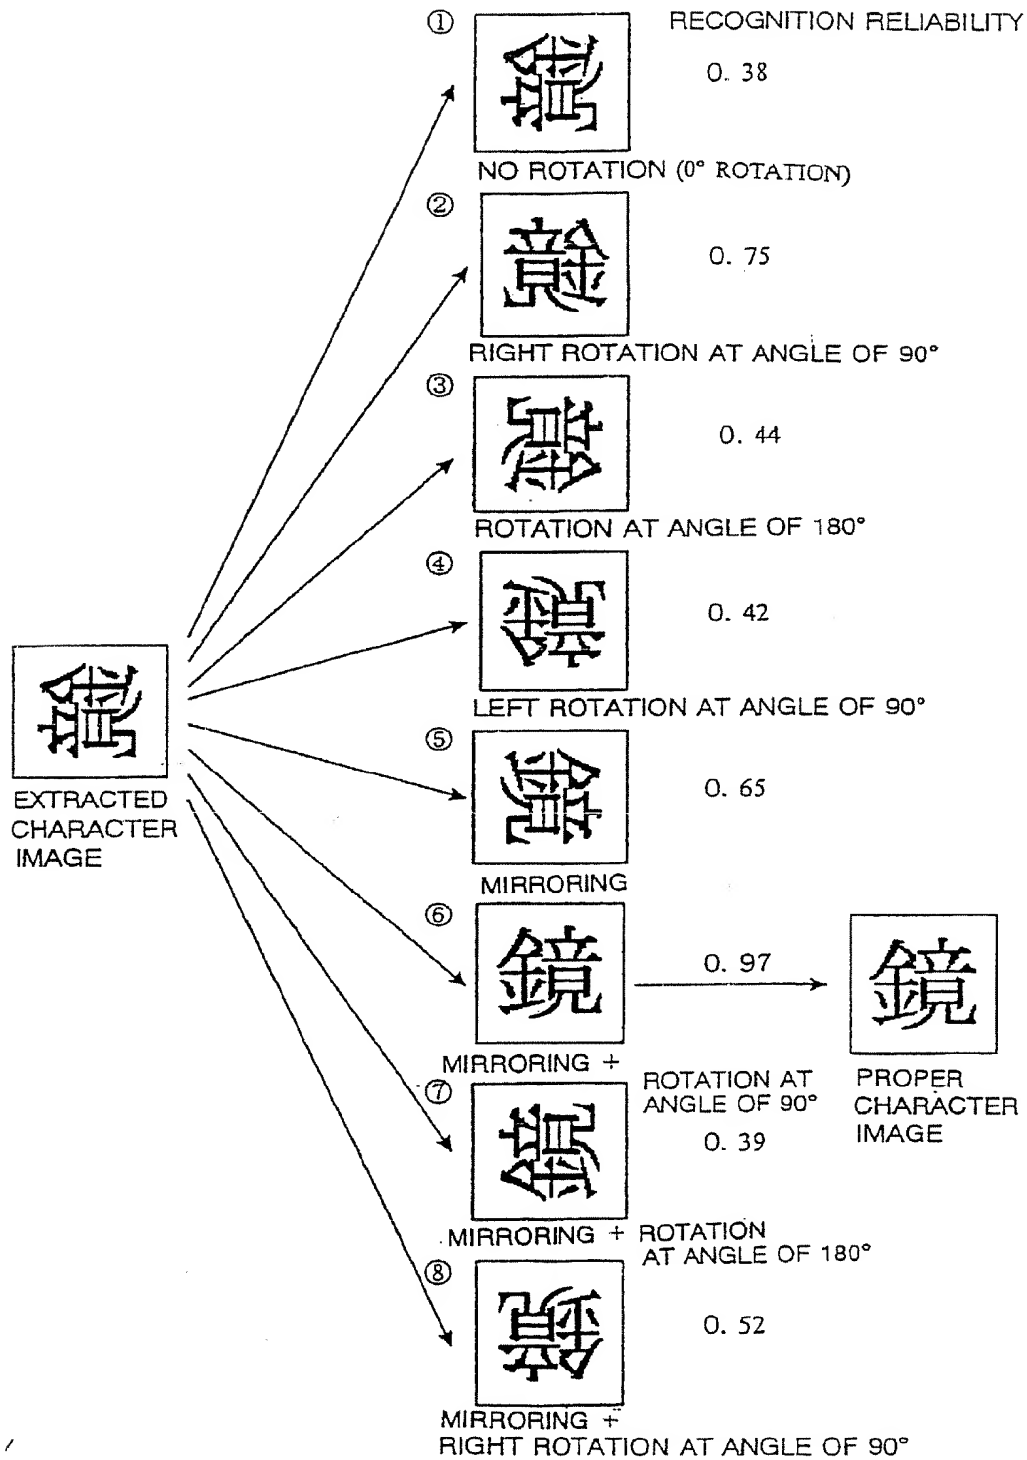 ① RECOGNITION RELIABILITY
0.38
NO ROTATION (0° ROTATION)
②
0.75
RIGHT ROTATION AT ANGLE OF 90°
③
0.44
ROTATION AT ANGLE OF 180°
④
0.42
LEFT ROTATION AT ANGLE OF 90°
⑤
0.65
MIRRORING
EXTRACTED
CHARACTER
IMAGE
⑥
鏡
0.97
鏡
MIRRORING +
ROTATION AT
ANGLE OF 90°
PROPER
CHARACTER
IMAGE
⑦
0.39
MIRRORING + ROTATION
AT ANGLE OF 180°
⑧
0.52
MIRRORING +
RIGHT ROTATION AT ANGLE OF 90°